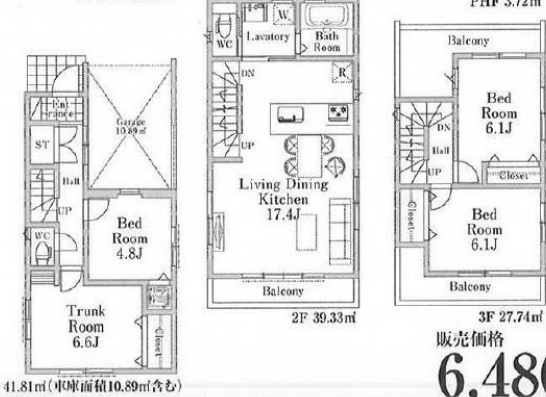 PHF 3.72㎡
WC
Lavatory
W
Bath
Room
DN
R
UP
Living Dining
Kitchen
17.4J
Balcony
2F 39.33㎡
Ent
rance
ST
Garage
10.89㎡
Hall
UP
WC
Bed
Room
4.8J
Trunk
Room
6.6J
Closet
41.81㎡(車庫面積10.89㎡含む)
Balcony
Bed
Room
6.1J
DN
Hall
UP
Closet
Closet
Bed
Room
6.1J
Balcony
3F 27.74㎡
販売価格
6,480